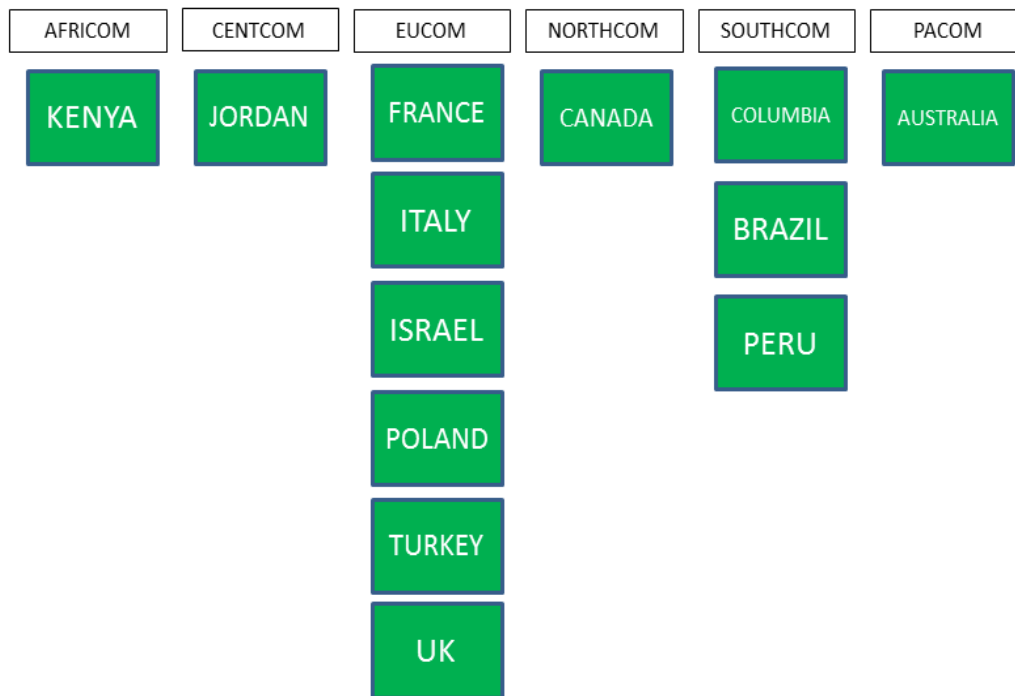 AFRICOM
CENTCOM
EUCOM
NORTHCOM
SOUTHCOM
PACOM
KENYA
JORDAN
FRANCE
CANADA
COLUMBIA
AUSTRALIA
ITALY
BRAZIL
ISRAEL
PERU
POLAND
TURKEY
UK